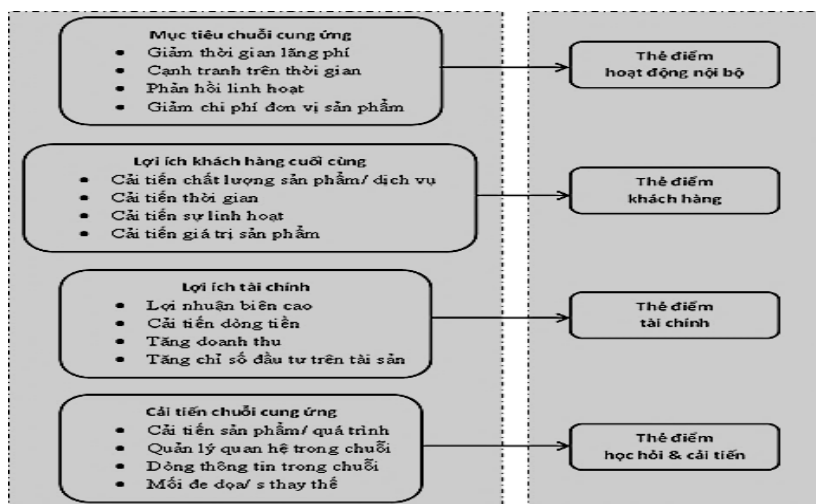 Mục tiêu chuỗi cung ứng
• Giảm thời gian lãng phí
• Cạnh tranh trên thời gian
• Phản hồi linh hoạt
• Giảm chi phí đơn vị sản phẩm
Thẻ điểm
hoạt động nội bộ
Lợi ích khách hàng cuối cùng
• Cải tiến chất lượng sản phẩm/ dịch vụ
• Cải tiến thời gian
• Cải tiến sự linh hoạt
• Cải tiến giá trị sản phẩm
Thẻ điểm
khách hàng
Lợi ích tài chính
• Lợi nhuận biên cao
• Cải tiến dòng tiền
• Tăng doanh thu
• Tăng chỉ số đầu tư trên tài sản
Thẻ điểm
tài chính
Cải tiến chuỗi cung ứng
• Cải tiến sản phẩm/ quá trình
• Quản lý quan hệ trong chuỗi
• Dòng thông tin trong chuỗi
• Mối đe dọa/ s thay thế
Thẻ điểm
học hỏi & cải tiến